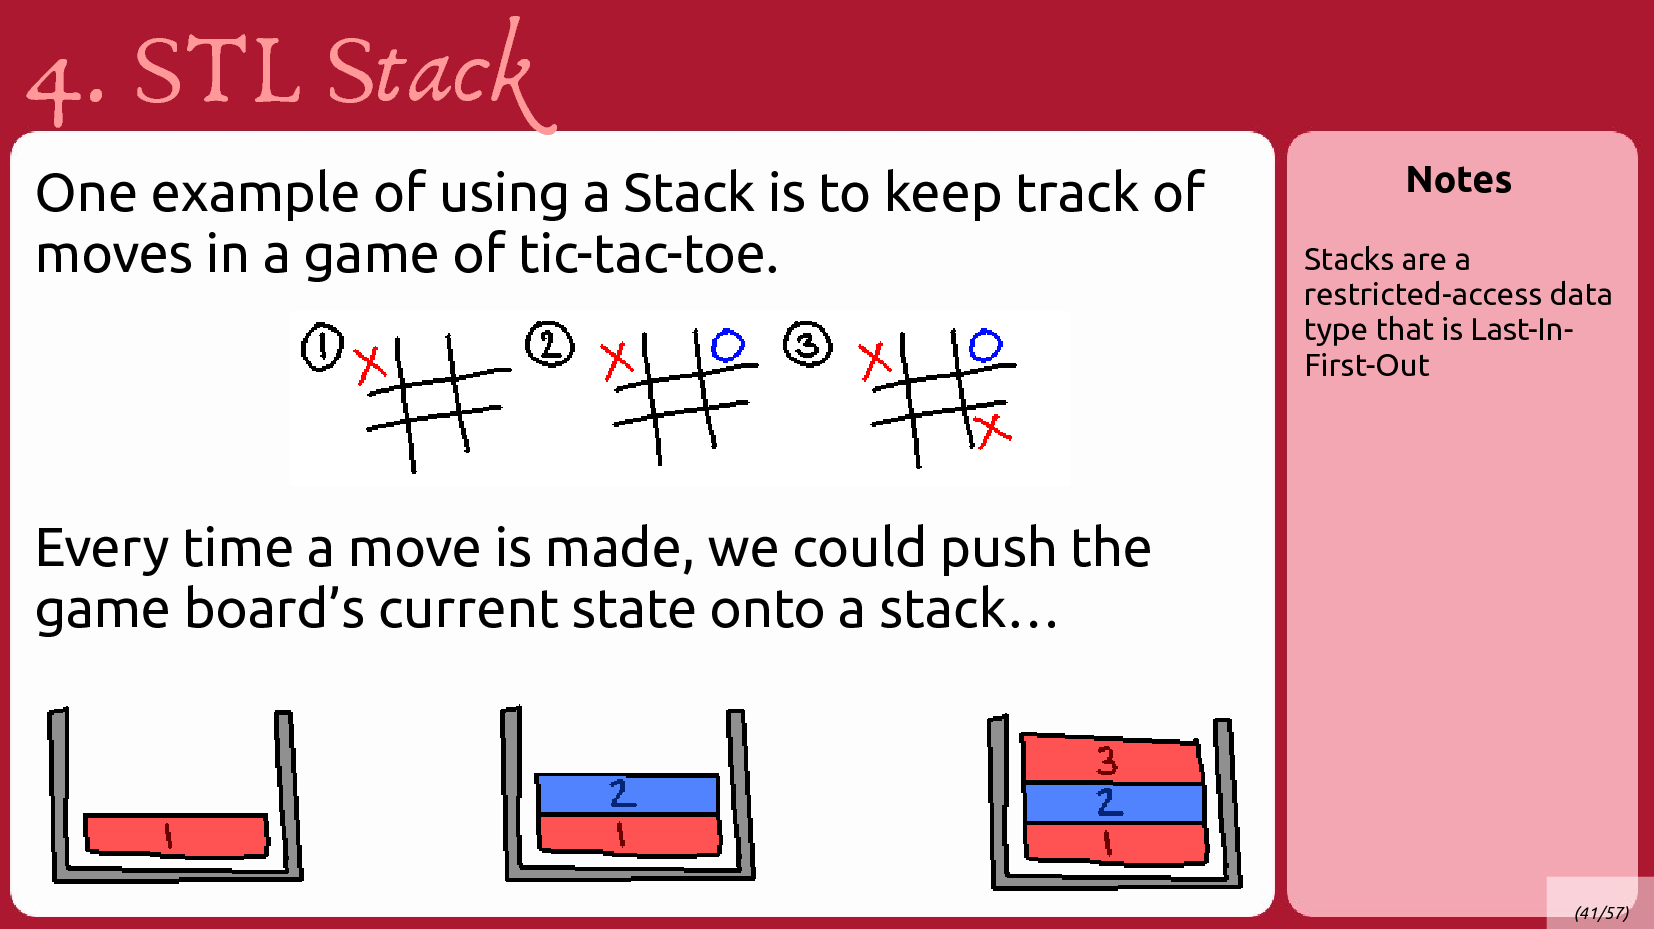 4. STL Stack
One example of using a Stack is to keep track of
moves in a game of tic-tac-toe.
1 X 2 X O 3 X O
X
Every time a move is made, we could push the
game board’s current state onto a stack…
3
2 2
1 1 1
Notes
Stacks are a
restricted-access data
type that is Last-In-
First-Out
(41/57)